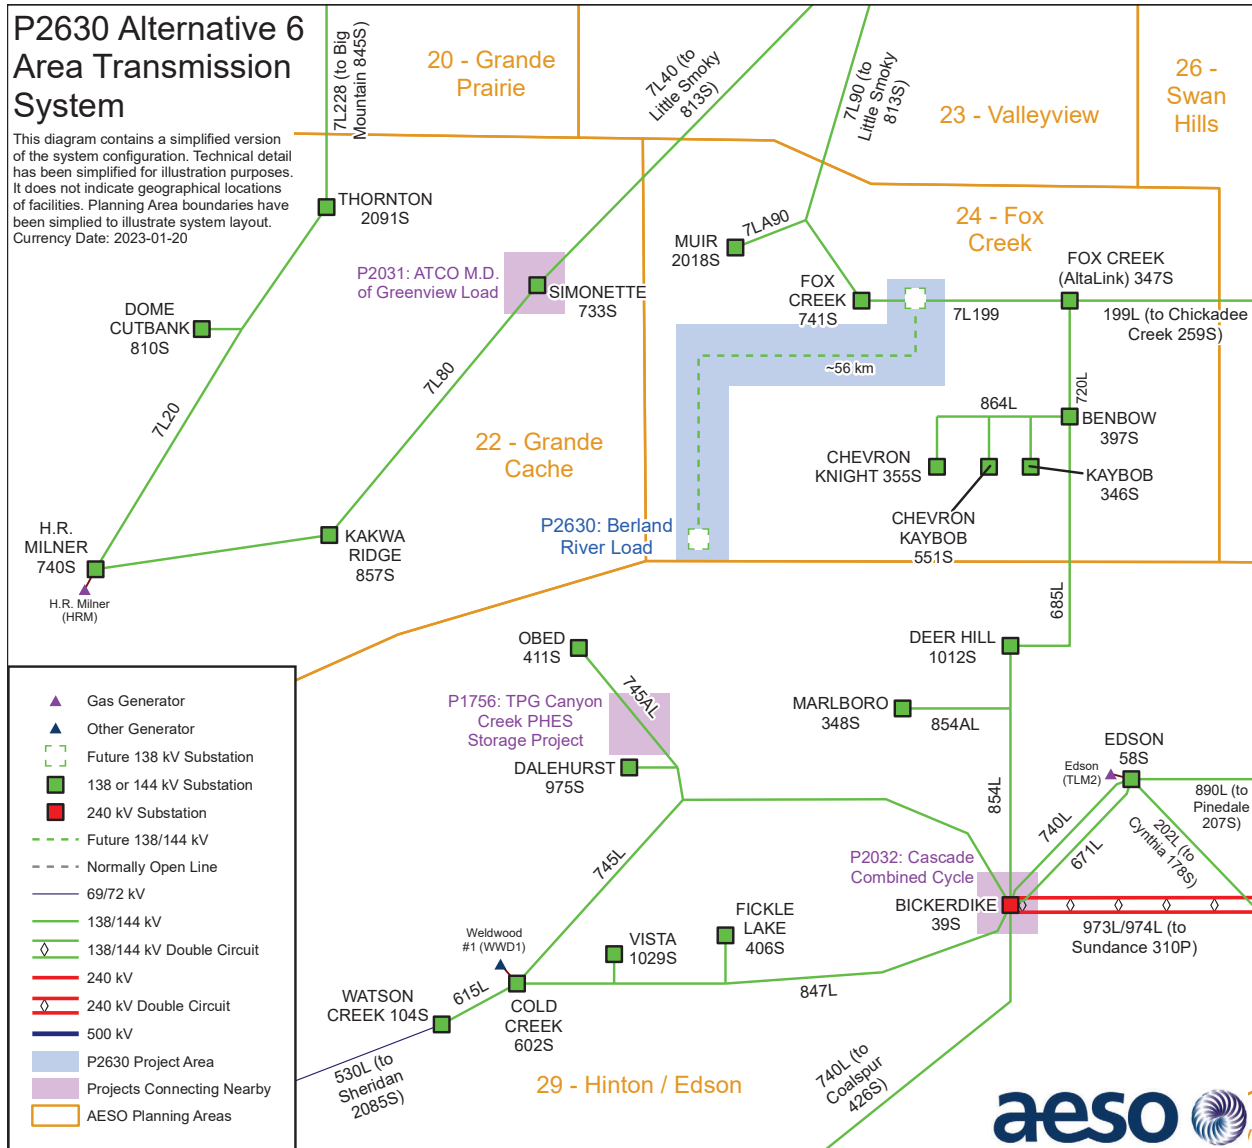 P2630 Alternative 6
Area Transmission
System
This diagram contains a simplified version
of the system configuration. Technical detail
has been simplified for illustration purposes.
It does not indicate geographical locations
of facilities. Planning Area boundaries have
been simplied to illustrate system layout.
Currency Date: 2023-01-20
7L228 (to Big
Mountain 845S)
20 - Grande
Prairie
7L40 (to
Little Smoky
813S)
7L90 (to
Little Smoky
813S)
23 - Valleyview
26 -
Swan
Hills
THORNTON
2091S
P2031: ATCO M.D.
of Greenview Load
SIMONETTE
733S
MUIR
2018S
7LA90
24 - Fox
Creek
FOX
CREEK
741S
7L199
FOX CREEK
(AltaLink) 347S
199L (to Chickadee
Creek 259S)
DOME
CUTBANK
810S
7L20
7L80
~56 km
720L
864L
BENBOW
397S
22 - Grande
Cache
CHEVRON
KNIGHT 355S
KAYBOB
346S
CHEVRON
KAYBOB
551S
P2630: Berland
River Load
H.R.
MILNER
740S
H.R. Milner
(HRM)
KAKWA
RIDGE
857S
685L
OBED
411S
745AL
DEER HILL
1012S
P1756: TPG Canyon
Creek PHES
Storage Project
DALEHURST
975S
MARLBORO
348S
854AL
854L
EDSON
58S
Edson
(TLM2)
890L (to
Pinedale
207S)
740L
671L
202L (to
Cynthia 178S)
745L
P2032: Cascade
Combined Cycle
BICKERDIKE
39S
973L/974L (to
Sundance 310P)
Weldwood
#1 (WWD1)
VISTA
1029S
FICKLE
LAKE
406S
847L
WATSON
CREEK 104S
615L
COLD
CREEK
602S
530L (to
Sheridan
2085S)
29 - Hinton / Edson
740L (to
Coalspur
426S)
Gas Generator
Other Generator
Future 138 kV Substation
138 or 144 kV Substation
240 kV Substation
Future 138/144 kV
Normally Open Line
69/72 kV
138/144 kV
138/144 kV Double Circuit
240 kV
240 kV Double Circuit
500 kV
P2630 Project Area
Projects Connecting Nearby
AESO Planning Areas
aeso